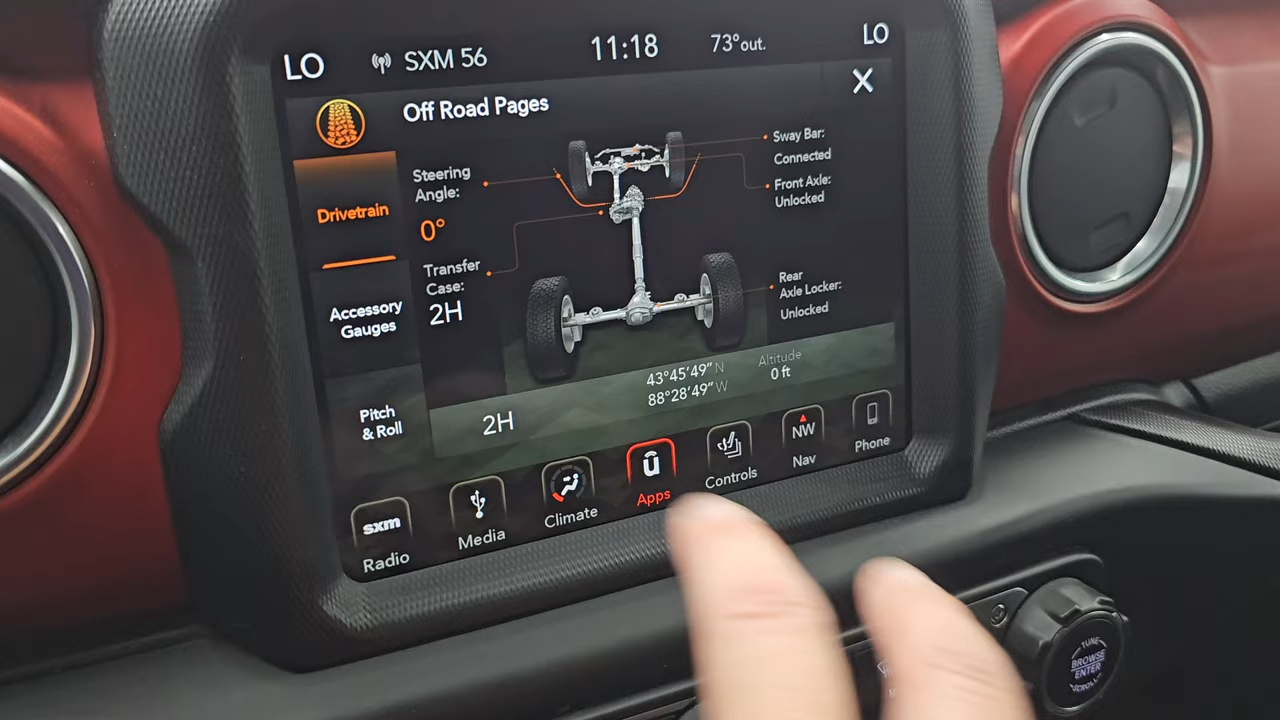 LO
SXM 56
11:18
73°out.
LO
Off Road Pages
X
Drivetrain
Accessory
Gauges
Pitch
& Roll
Steering
Angle:
0°
Transfer
Case:
2H
Sway Bar:
Connected
Front Axle:
Unlocked
Rear
Axle Locker:
Unlocked
43°45'49" N
88°28'49" W
Altitude
0 ft
2H
sxm
Radio
Media
Climate
Apps
Controls
NW
Nav
Phone
TUNE
BROWSE
ENTER
SCROLL